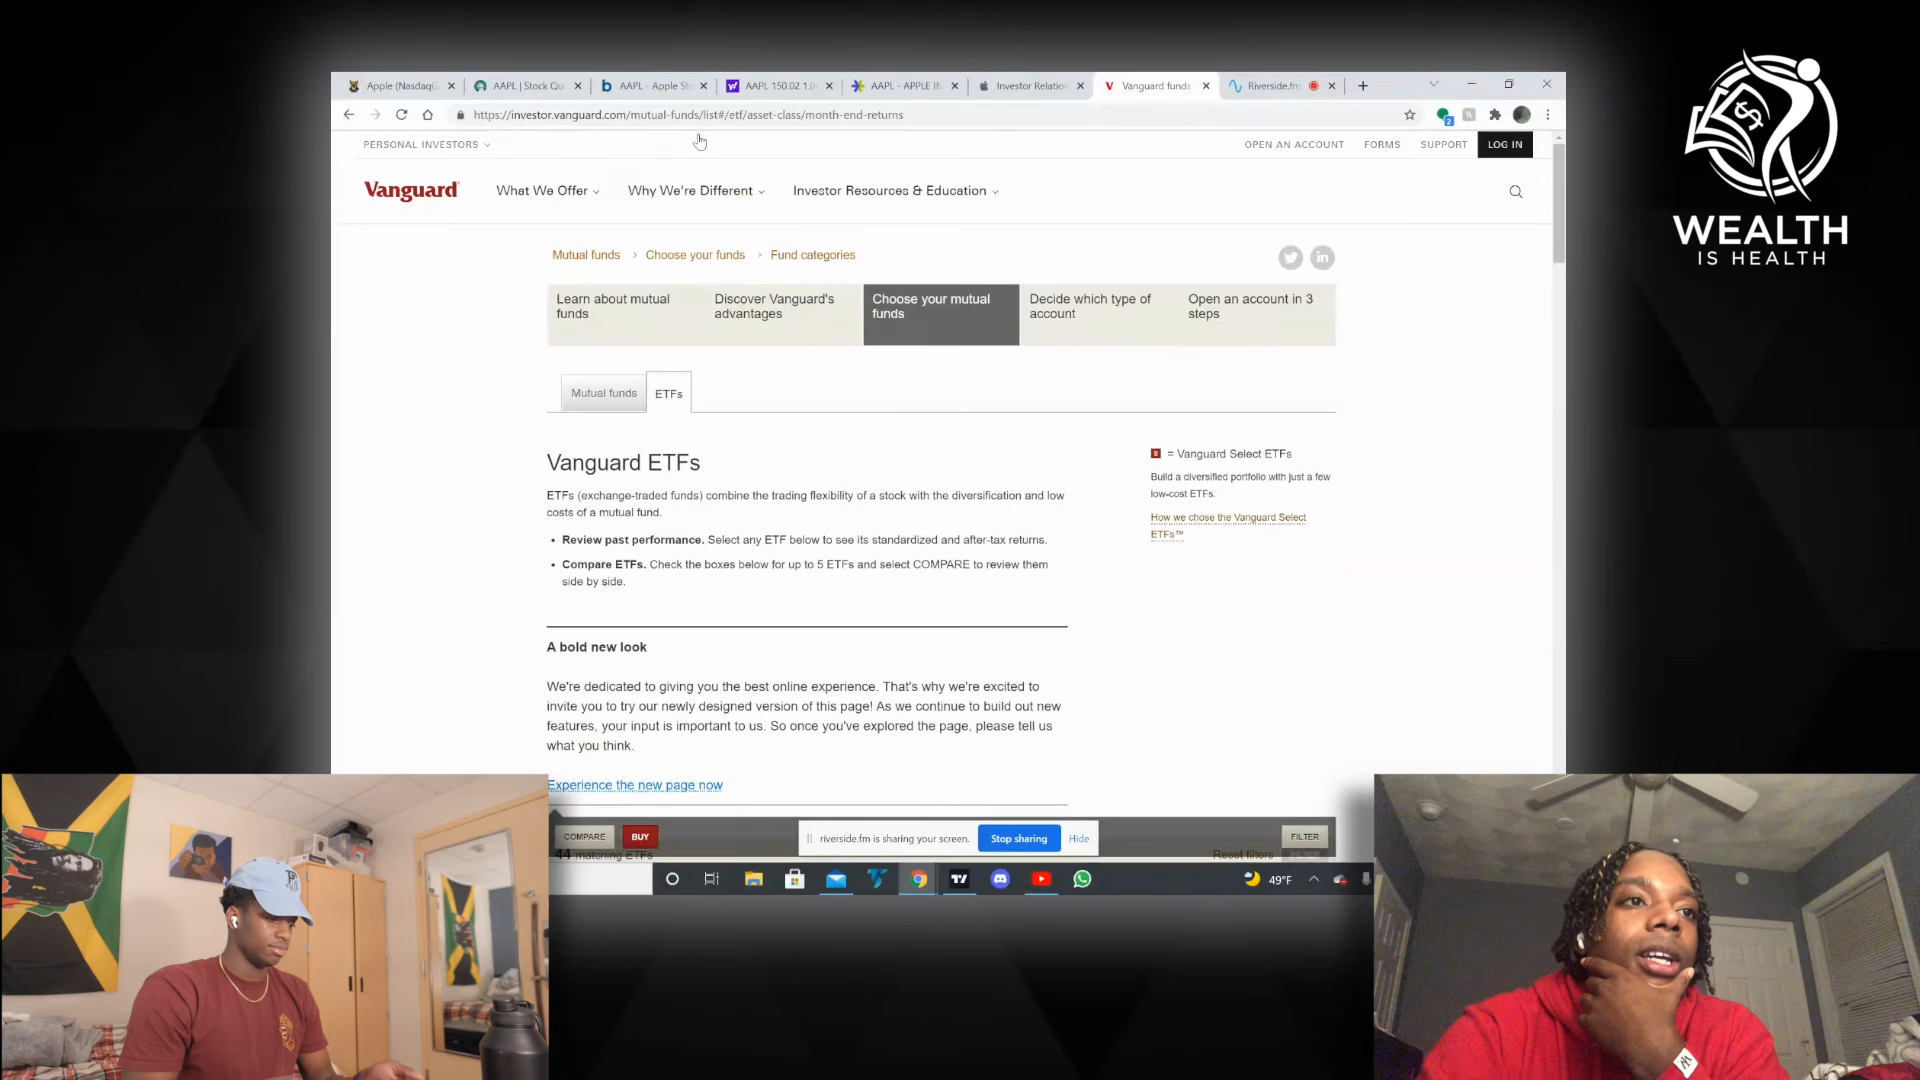 Apple (Nasdaq
AAPL | Stock Qu
AAPL - Apple St
AAPL 150.02 1.0
AAPL - APPLE IN
Investor Relatio
Vanguard funds
Riverside.fm
https://investor.vanguard.com/mutual-funds/list#/etf/asset-class/month-end-returns
2
PERSONAL INVESTORS
OPEN AN ACCOUNT
FORMS
SUPPORT
LOG IN
Vanguard
What We Offer
Why We're Different
Investor Resources & Education
WEALTH
IS HEALTH
Mutual funds > Choose your funds > Fund categories
Learn about mutual
funds
Discover Vanguard's
advantages
Choose your mutual
funds
Decide which type of
account
Open an account in 3
steps
Mutual funds
ETFs
Vanguard ETFs
ETFs (exchange-traded funds) combine the trading flexibility of a stock with the diversification and low
costs of a mutual fund.
• Review past performance. Select any ETF below to see its standardized and after-tax returns.
• Compare ETFs. Check the boxes below for up to 5 ETFs and select COMPARE to review them
side by side.
S = Vanguard Select ETFs
Build a diversified portfolio with just a few
low-cost ETFs.
How we chose the Vanguard Select
ETFs™
A bold new look
We're dedicated to giving you the best online experience. That's why we're excited to
invite you to try our newly designed version of this page! As we continue to build out new
features, your input is important to us. So once you've explored the page, please tell us
what you think.
Experience the new page now
COMPARE
BUY
riverside.fm is sharing your screen.
Stop sharing
Hide
FILTER
44 matching ETFs
Reset filters
49°F